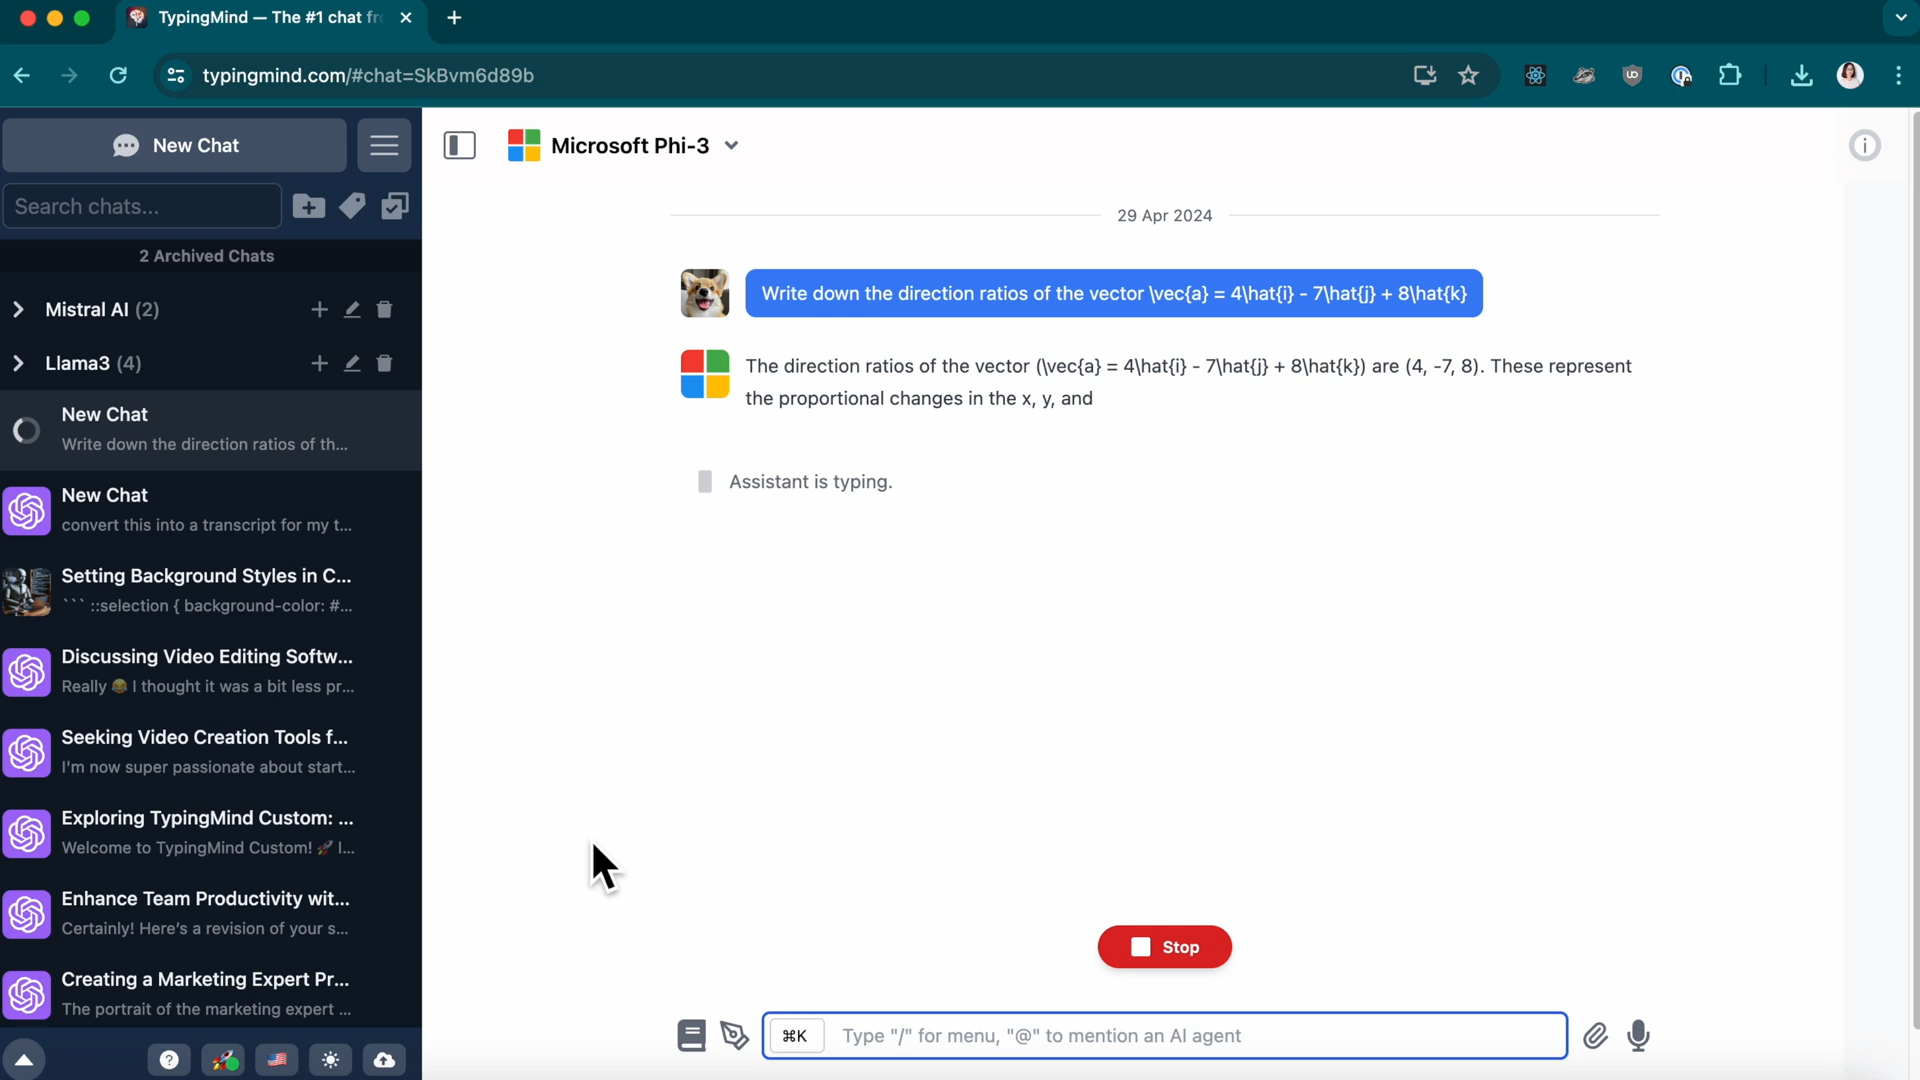 TypingMind — The #1 chat fr
typingmind.com/#chat=SkBvm6d89b
New Chat
Search chats...
2 Archived Chats
Mistral AI (2)
Llama3 (4)
New Chat
Write down the direction ratios of th...
New Chat
convert this into a transcript for my t...
Setting Background Styles in C...
``` ::selection { background-color: #...
Discussing Video Editing Softw...
Really 😂 I thought it was a bit less pr...
Seeking Video Creation Tools f...
I'm now super passionate about start...
Exploring TypingMind Custom: ...
Welcome to TypingMind Custom! 🚀 I...
Enhance Team Productivity wit...
Certainly! Here’s a revision of your s...
Creating a Marketing Expert Pr...
The portrait of the marketing expert ...
Microsoft Phi-3
29 Apr 2024
Write down the direction ratios of the vector \vec{a} = 4\hat{i} - 7\hat{j} + 8\hat{k}
The direction ratios of the vector (\vec{a} = 4\hat{i} - 7\hat{j} + 8\hat{k}) are (4, -7, 8). These represent
the proportional changes in the x, y, and
Assistant is typing.
Stop
⌘K Type "/" for menu, "@" to mention an AI agent